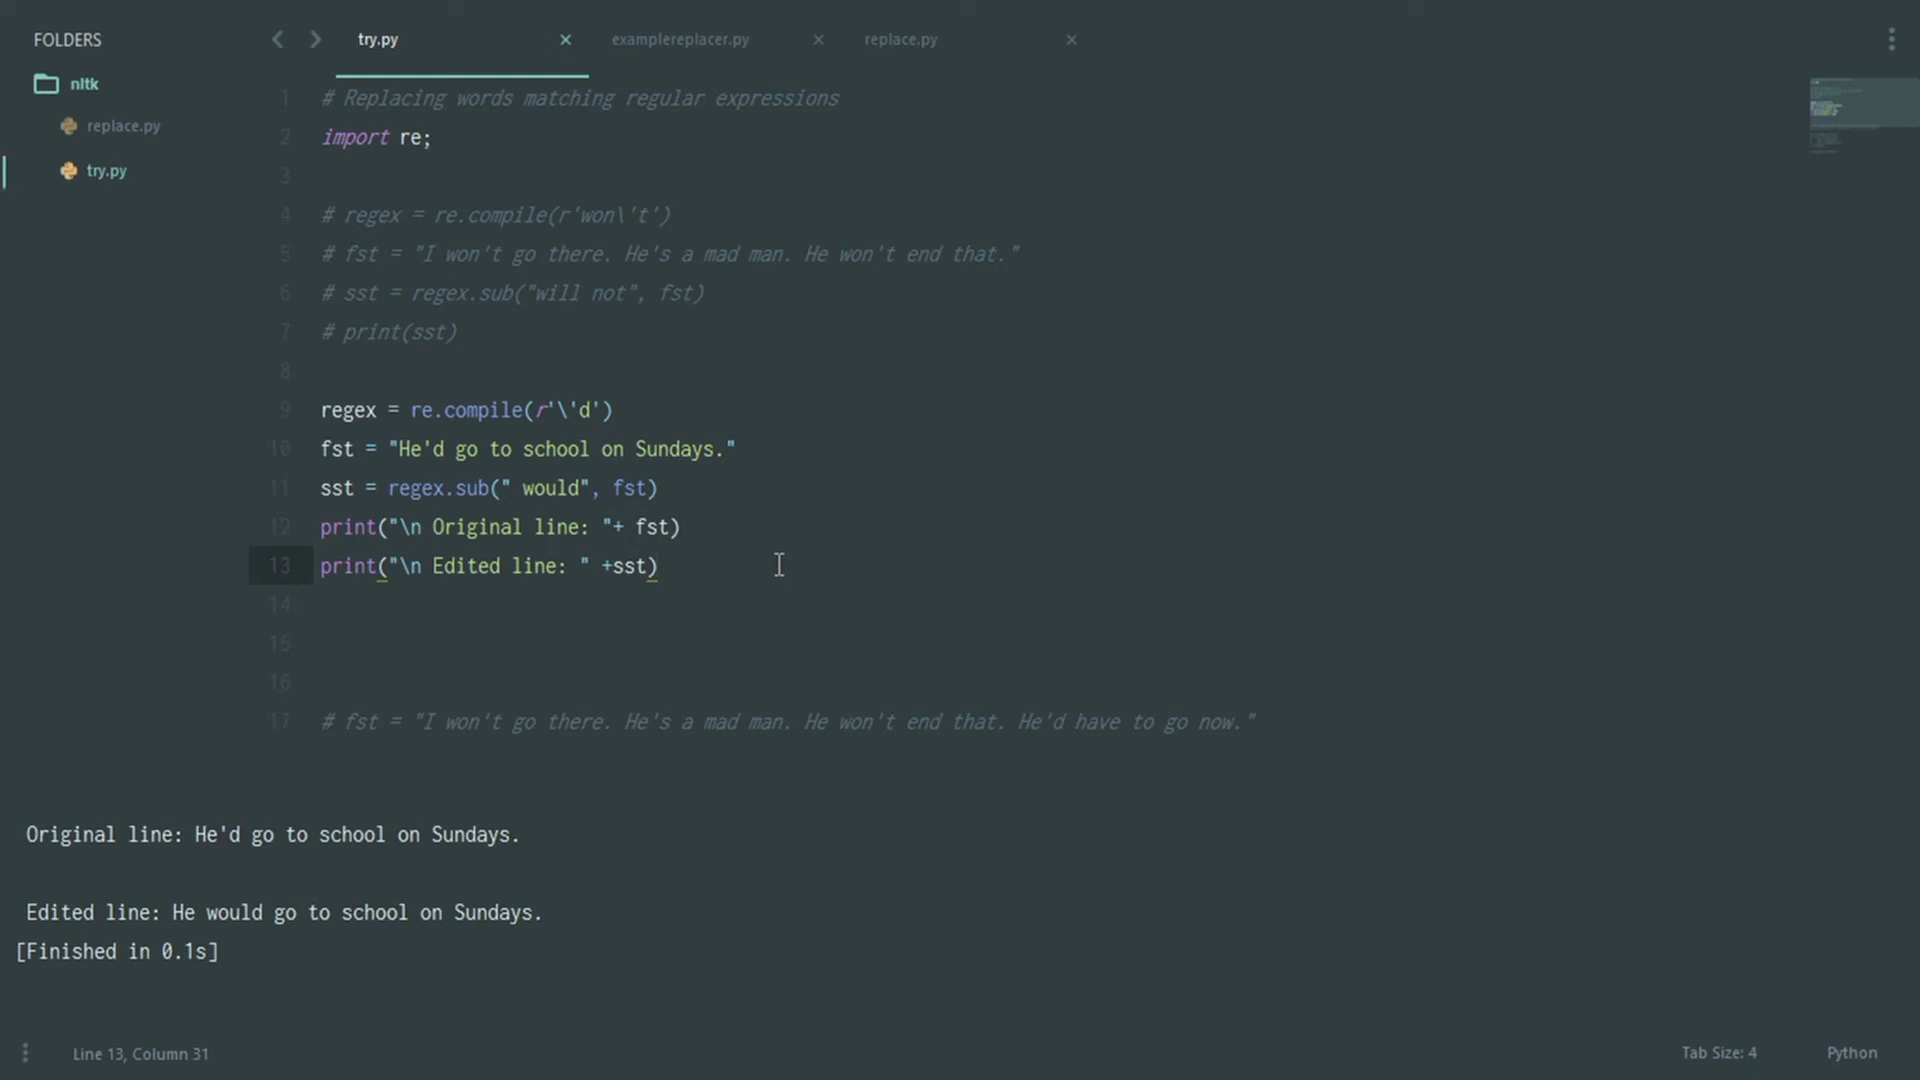 FOLDERS
nltk
replace.py
try.py
try.py
examplereplacer.py
replace.py
1 # Replacing words matching regular expressions
2 import re;
3
4 # regex = re.compile(r'won\'t')
5 # fst = "I won't go there. He's a mad man. He won't end that."
6 # sst = regex.sub("will not", fst)
7 # print(sst)
8
9 regex = re.compile(r'\'d')
10 fst = "He'd go to school on Sundays."
11 sst = regex.sub(" would", fst)
12 print("\n Original line: "+ fst)
13 print("\n Edited line: " +sst)
14
15
16
17 # fst = "I won't go there. He's a mad man. He won't end that. He'd have to go now."
Original line: He'd go to school on Sundays.
Edited line: He would go to school on Sundays.
[Finished in 0.1s]
Line 13, Column 31
Tab Size: 4
Python